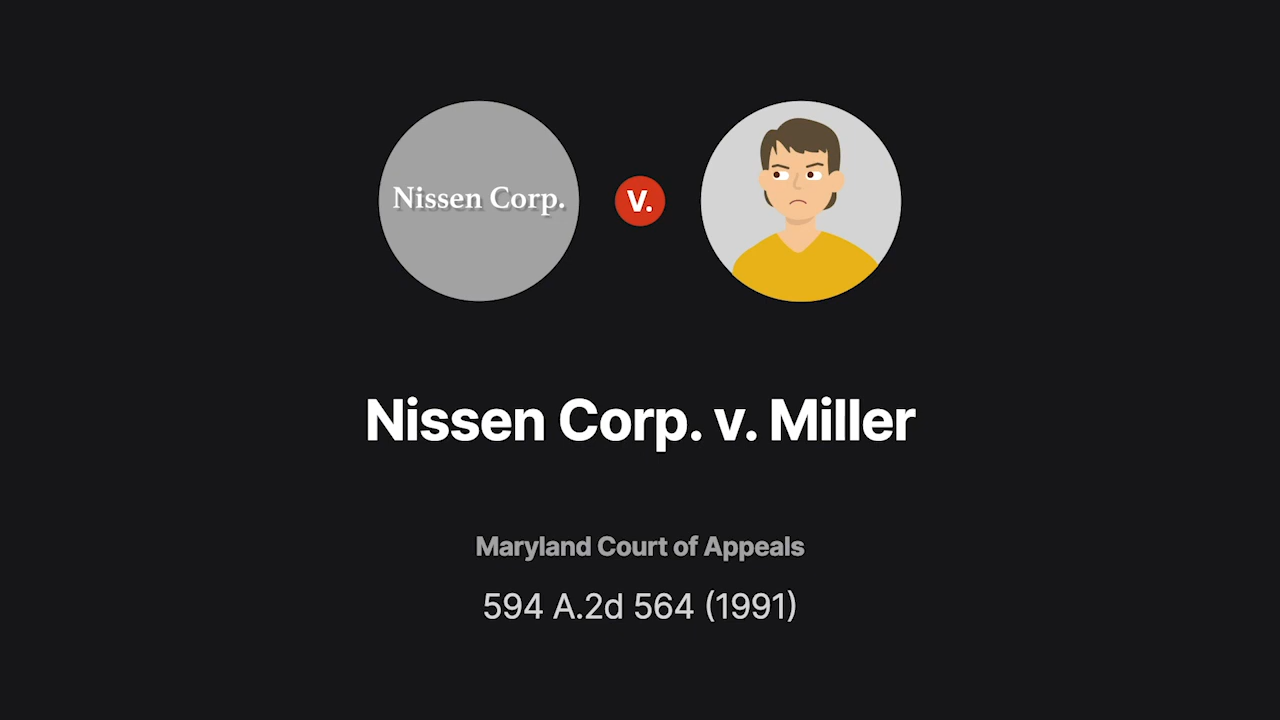 Nissen Corp.
V.
Nissen Corp. v. Miller
Maryland Court of Appeals
594 A.2d 564 (1991)